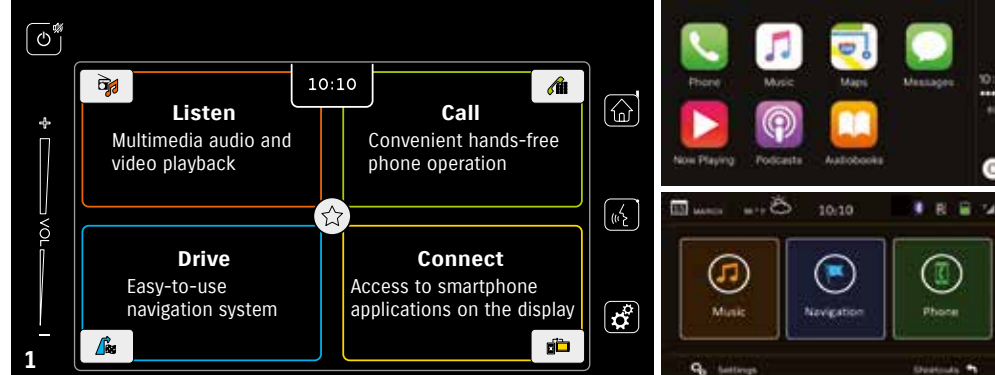 10:10
Listen
Multimedia audio and
video playback
Call
Convenient hands-free
phone operation
VOL
Drive
Easy-to-use
navigation system
Connect
Access to smartphone
applications on the display
1
Phone
Music
Maps
Messages
Now Playing
Podcasts
Audiobooks
MARCH
10:10
Music
Navigation
Phone
Settings
Shortcuts